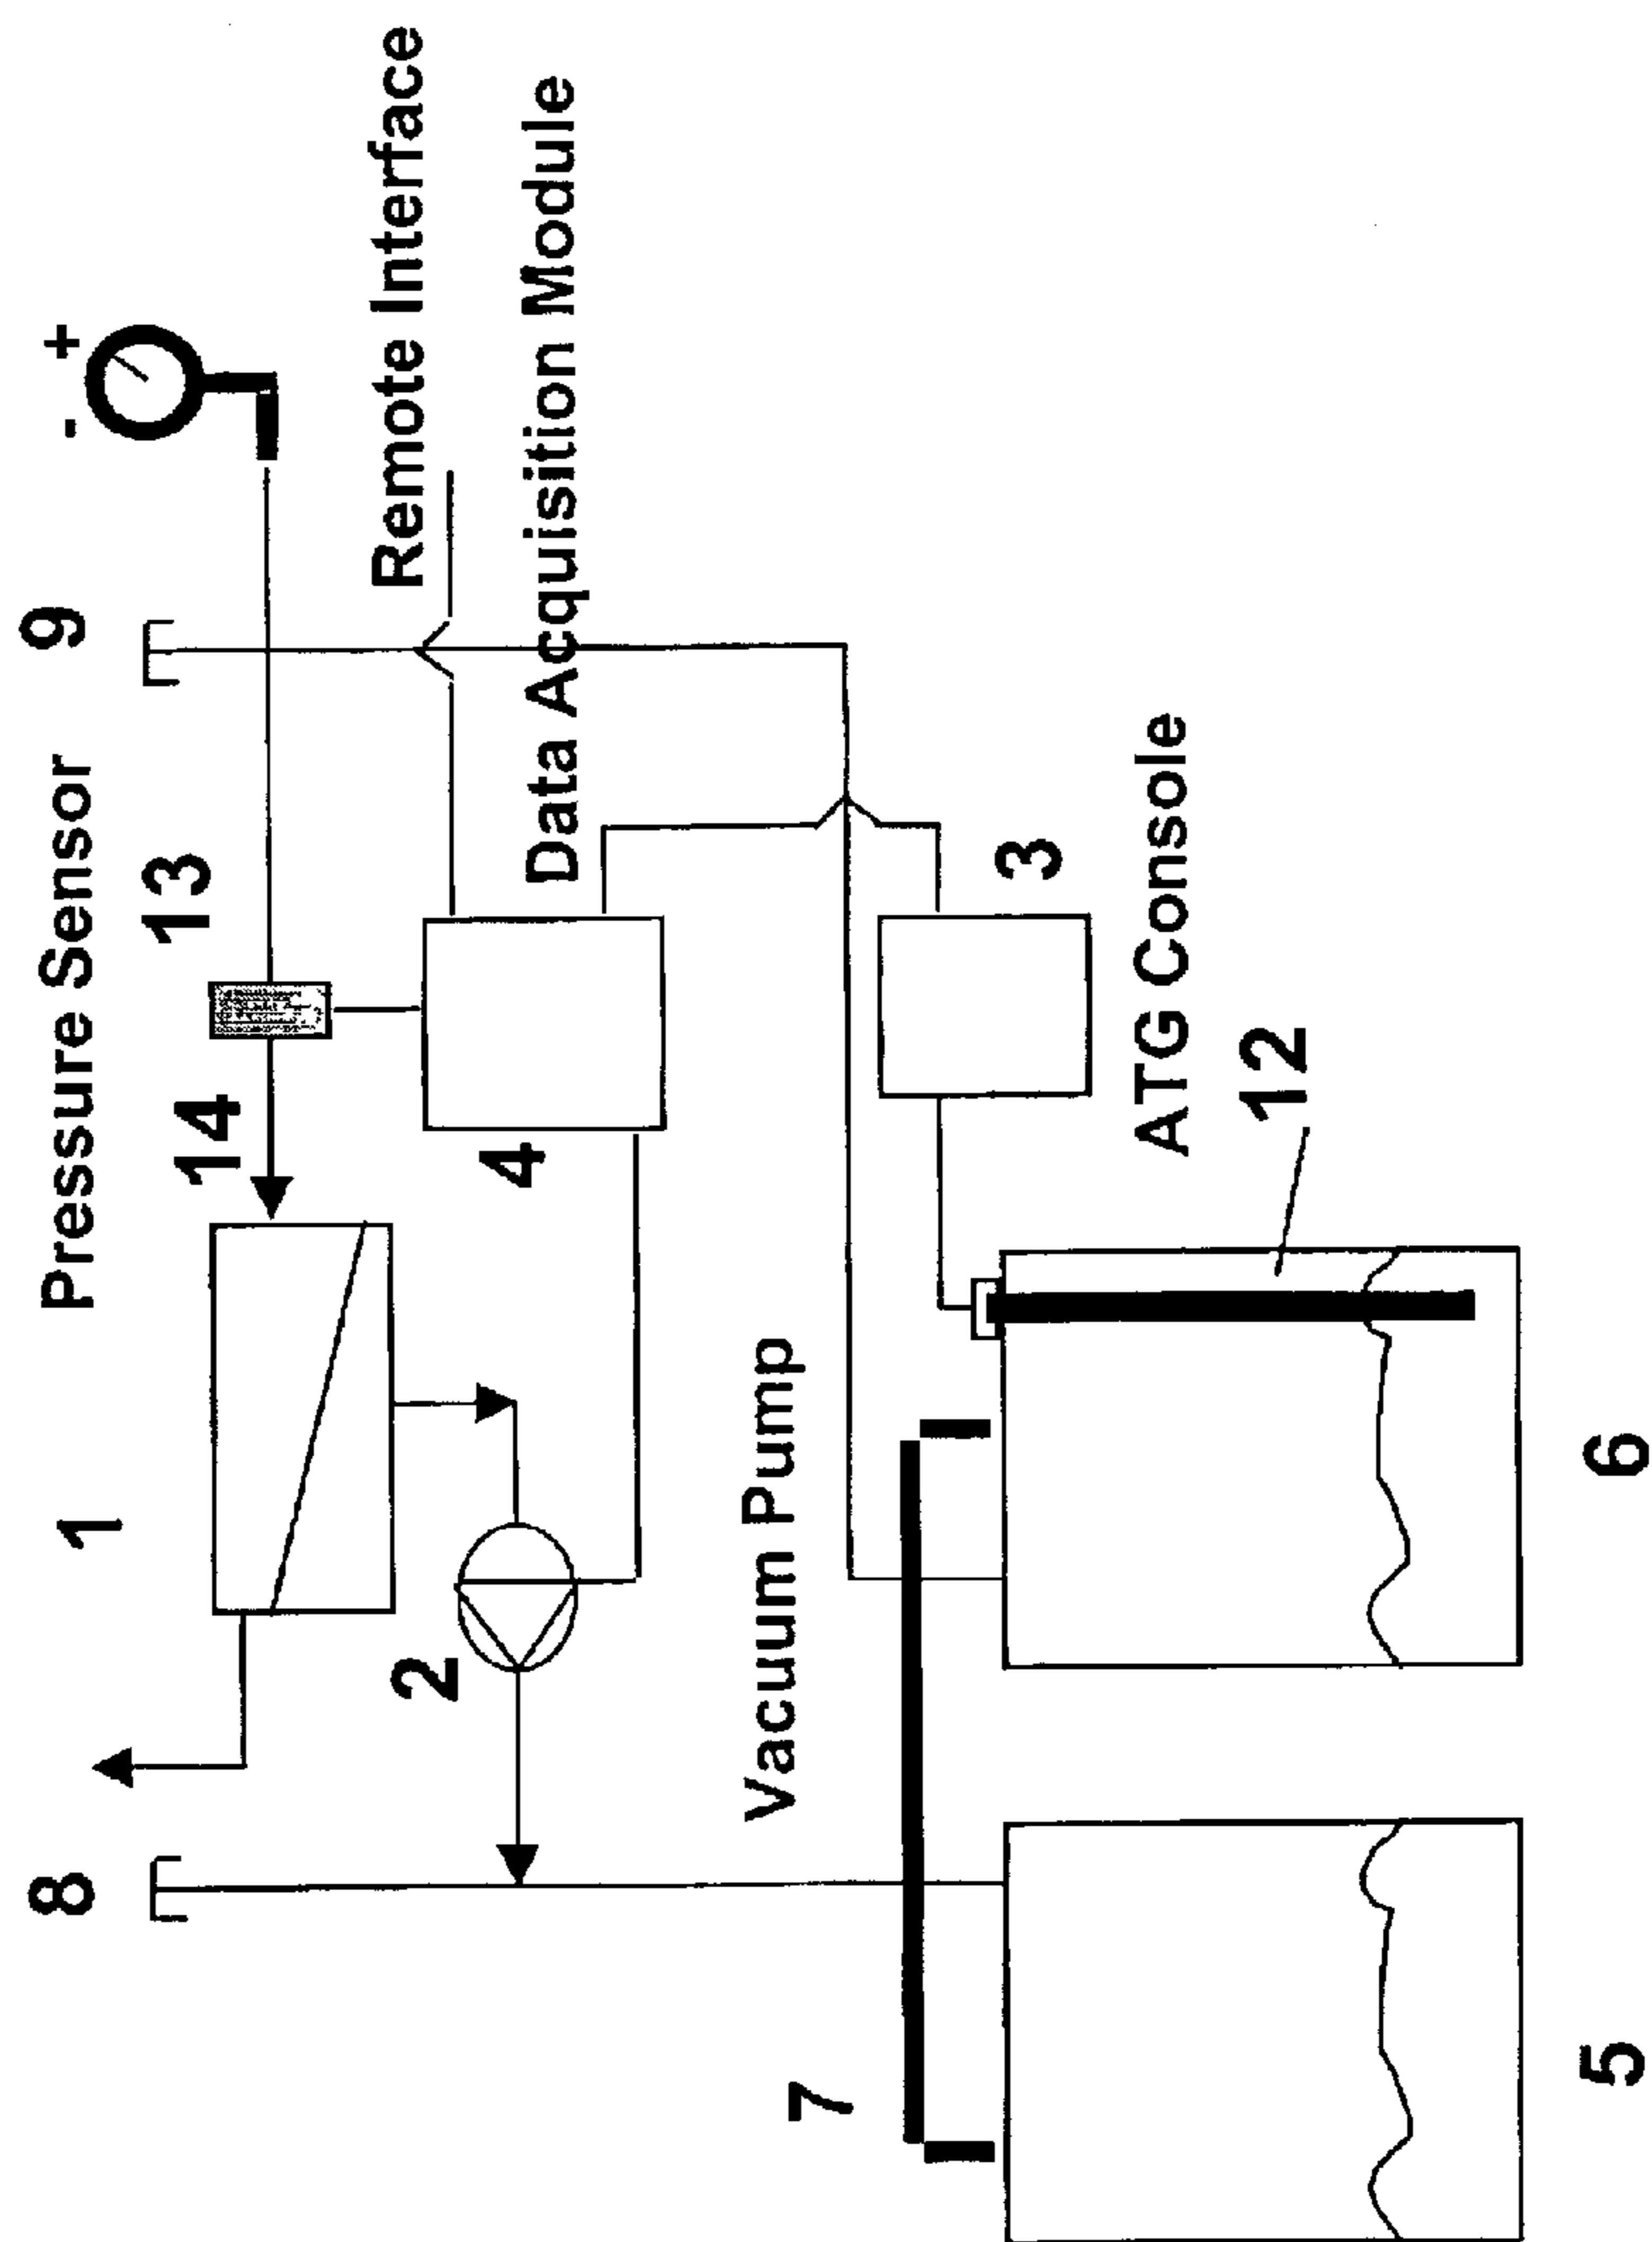 8 1 Pressure Sensor 9 - +
14 13
2 Remote Interface
4 Data Acquisition Module
Vacuum Pump
7
3
ATG Console
12
5 6